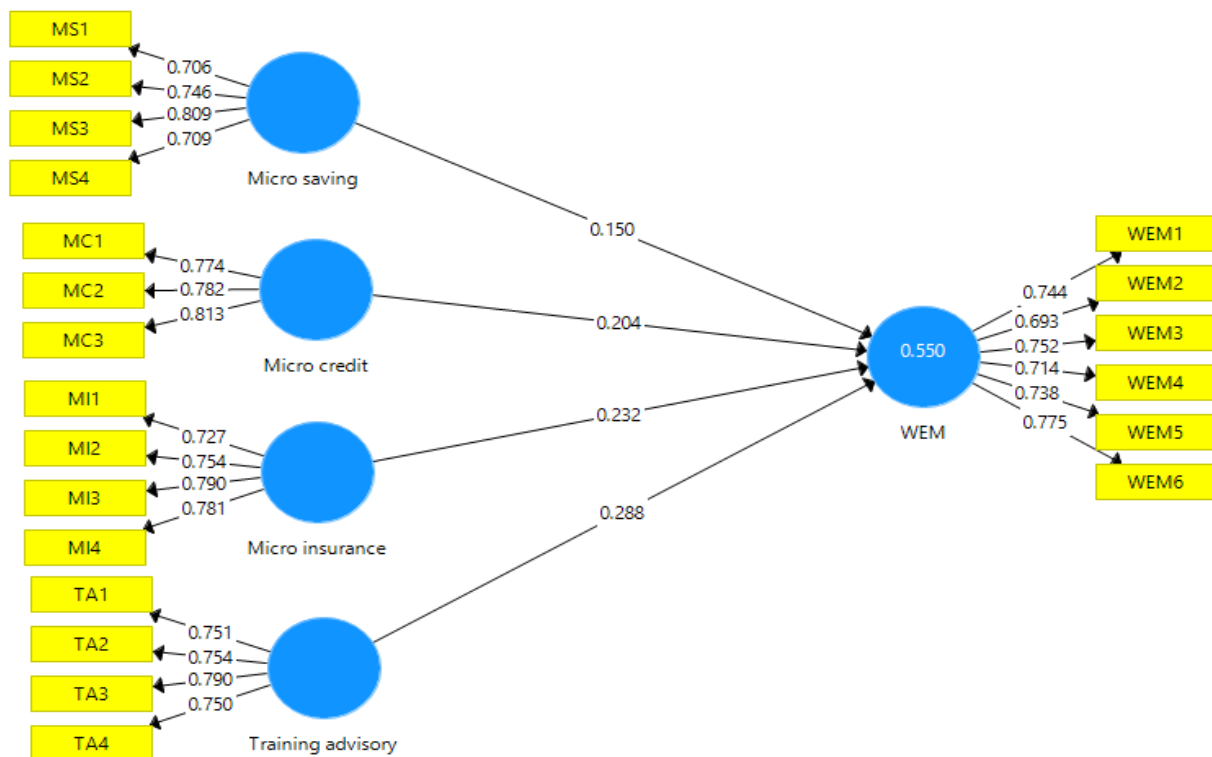 MS1
0.706
MS2
0.746
MS3
0.809
MS4
0.709
Micro saving
0.150
MC1
0.774
MC2
0.782
MC3
0.813
Micro credit
0.204
MI1
0.727
MI2
0.754
MI3
0.790
MI4
0.781
Micro insurance
0.232
TA1
0.751
TA2
0.754
TA3
0.790
TA4
0.750
Training advisory
0.288
0.550
WEM
WEM1
0.744
WEM2
0.693
WEM3
0.752
WEM4
0.714
WEM5
0.738
WEM6
0.775